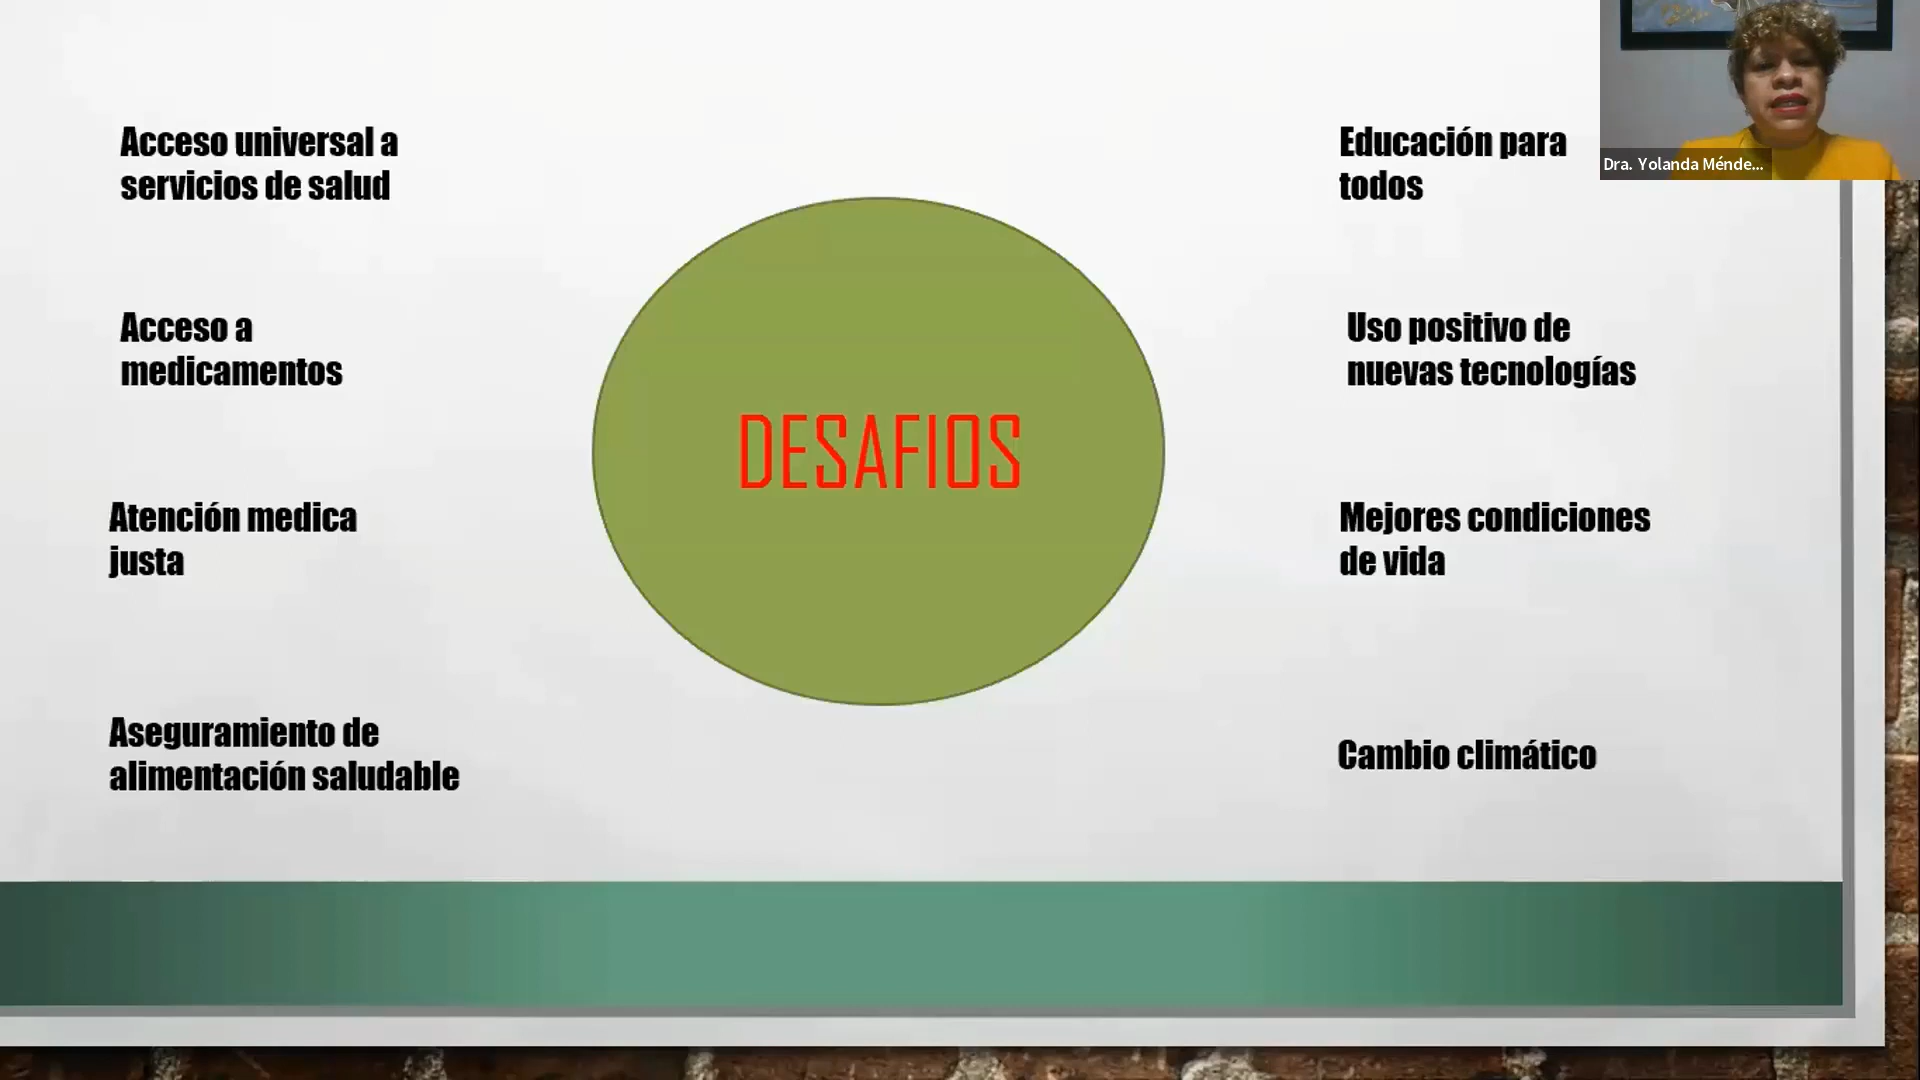 Acceso universal a
servicios de salud
Acceso a
medicamentos
Atención medica
justa
Aseguramiento de
alimentación saludable
DESAFIOS
Educación para
todos
Uso positivo de
nuevas tecnologías
Mejores condiciones
de vida
Cambio climático
Dra. Yolanda Ménde...